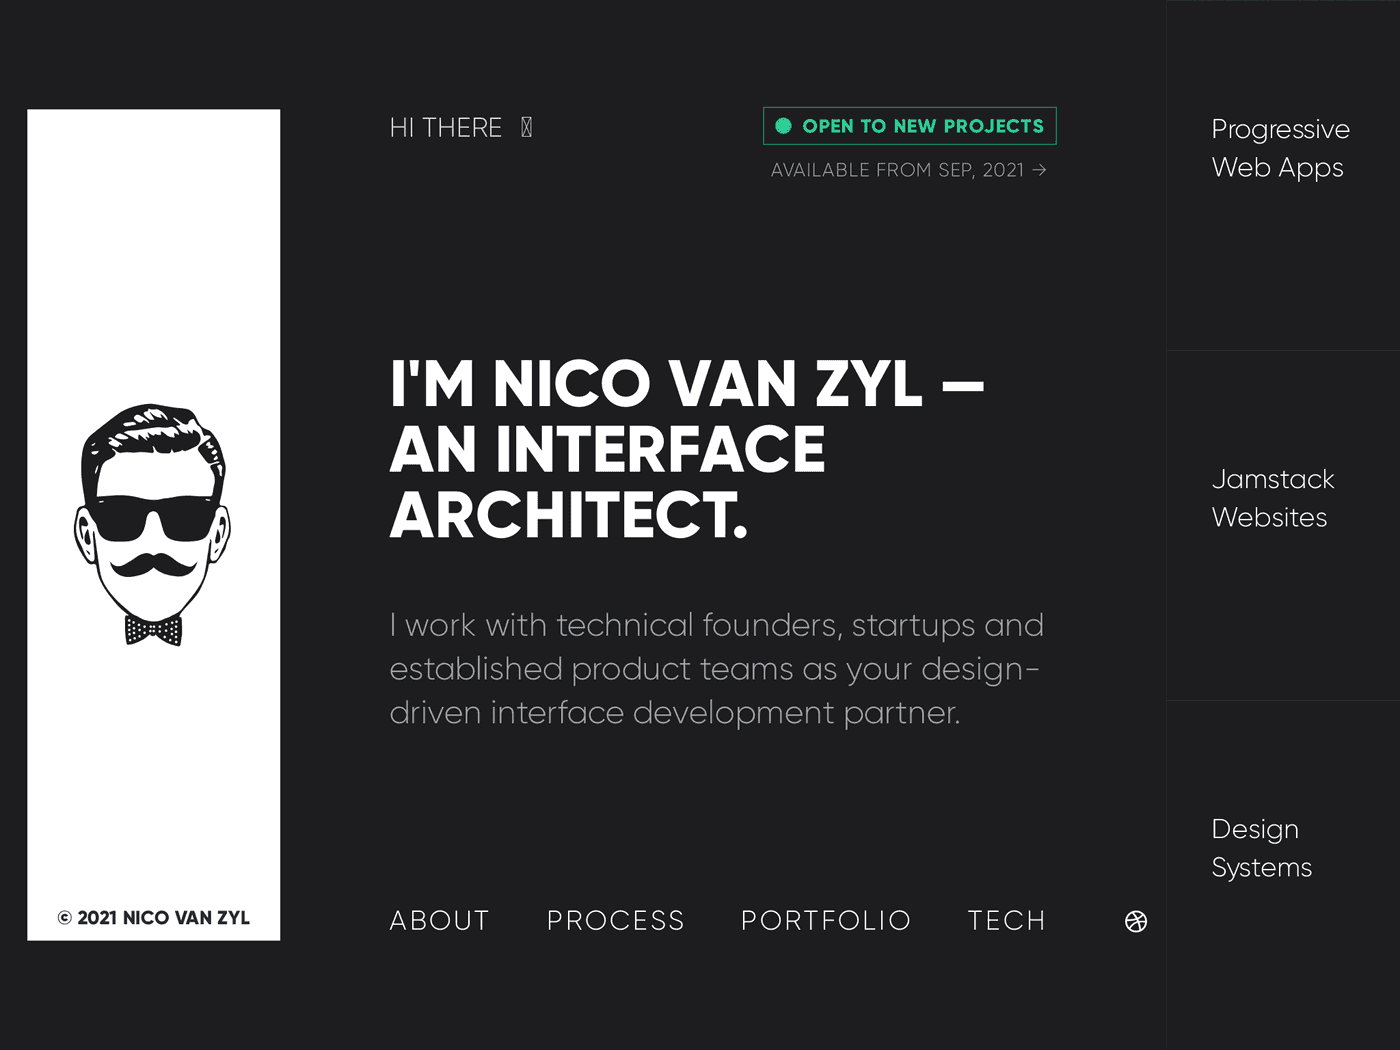 HI THERE
OPEN TO NEW PROJECTS
AVAILABLE FROM SEP, 2021 →
I'M NICO VAN ZYL —
AN INTERFACE
ARCHITECT.
I work with technical founders, startups and
established product teams as your design-
driven interface development partner.
ABOUT PROCESS PORTFOLIO TECH
© 2021 NICO VAN ZYL
Progressive
Web Apps
Jamstack
Websites
Design
Systems